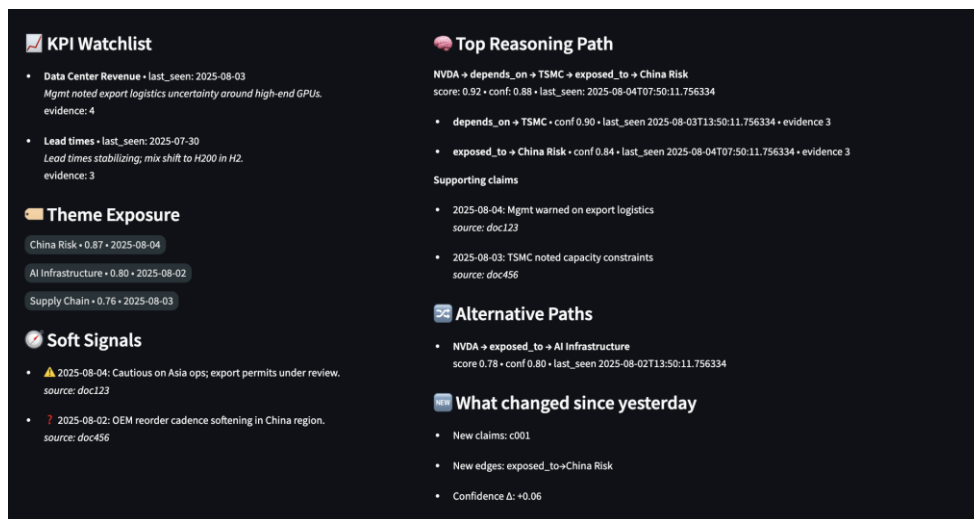 KPI Watchlist
Data Center Revenue • last_seen: 2025-08-03
Mgmt noted export logistics uncertainty around high-end GPUs.
evidence: 4
Lead times • last_seen: 2025-07-30
Lead times stabilizing; mix shift to H200 in H2.
evidence: 3
Theme Exposure
China Risk • 0.87 • 2025-08-04
AI Infrastructure • 0.80 • 2025-08-02
Supply Chain • 0.76 • 2025-08-03
Soft Signals
⚠️ 2025-08-04: Cautious on Asia ops; export permits under review.
source: doc123
❓ 2025-08-02: OEM reorder cadence softening in China region.
source: doc456
Top Reasoning Path
NVDA → depends_on → TSMC → exposed_to → China Risk
score: 0.92 • conf: 0.88 • last_seen: 2025-08-04T07:50:11.756334
depends_on → TSMC • conf 0.90 • last_seen 2025-08-03T13:50:11.756334 • evidence 3
exposed_to → China Risk • conf 0.84 • last_seen 2025-08-04T07:50:11.756334 • evidence 3
Supporting claims
2025-08-04: Mgmt warned on export logistics
source: doc123
2025-08-03: TSMC noted capacity constraints
source: doc456
Alternative Paths
NVDA → exposed_to → AI Infrastructure
score 0.78 • conf 0.80 • last_seen 2025-08-02T13:50:11.756334
NEW What changed since yesterday
New claims: c001
New edges: exposed_to→China Risk
Confidence Δ: +0.06